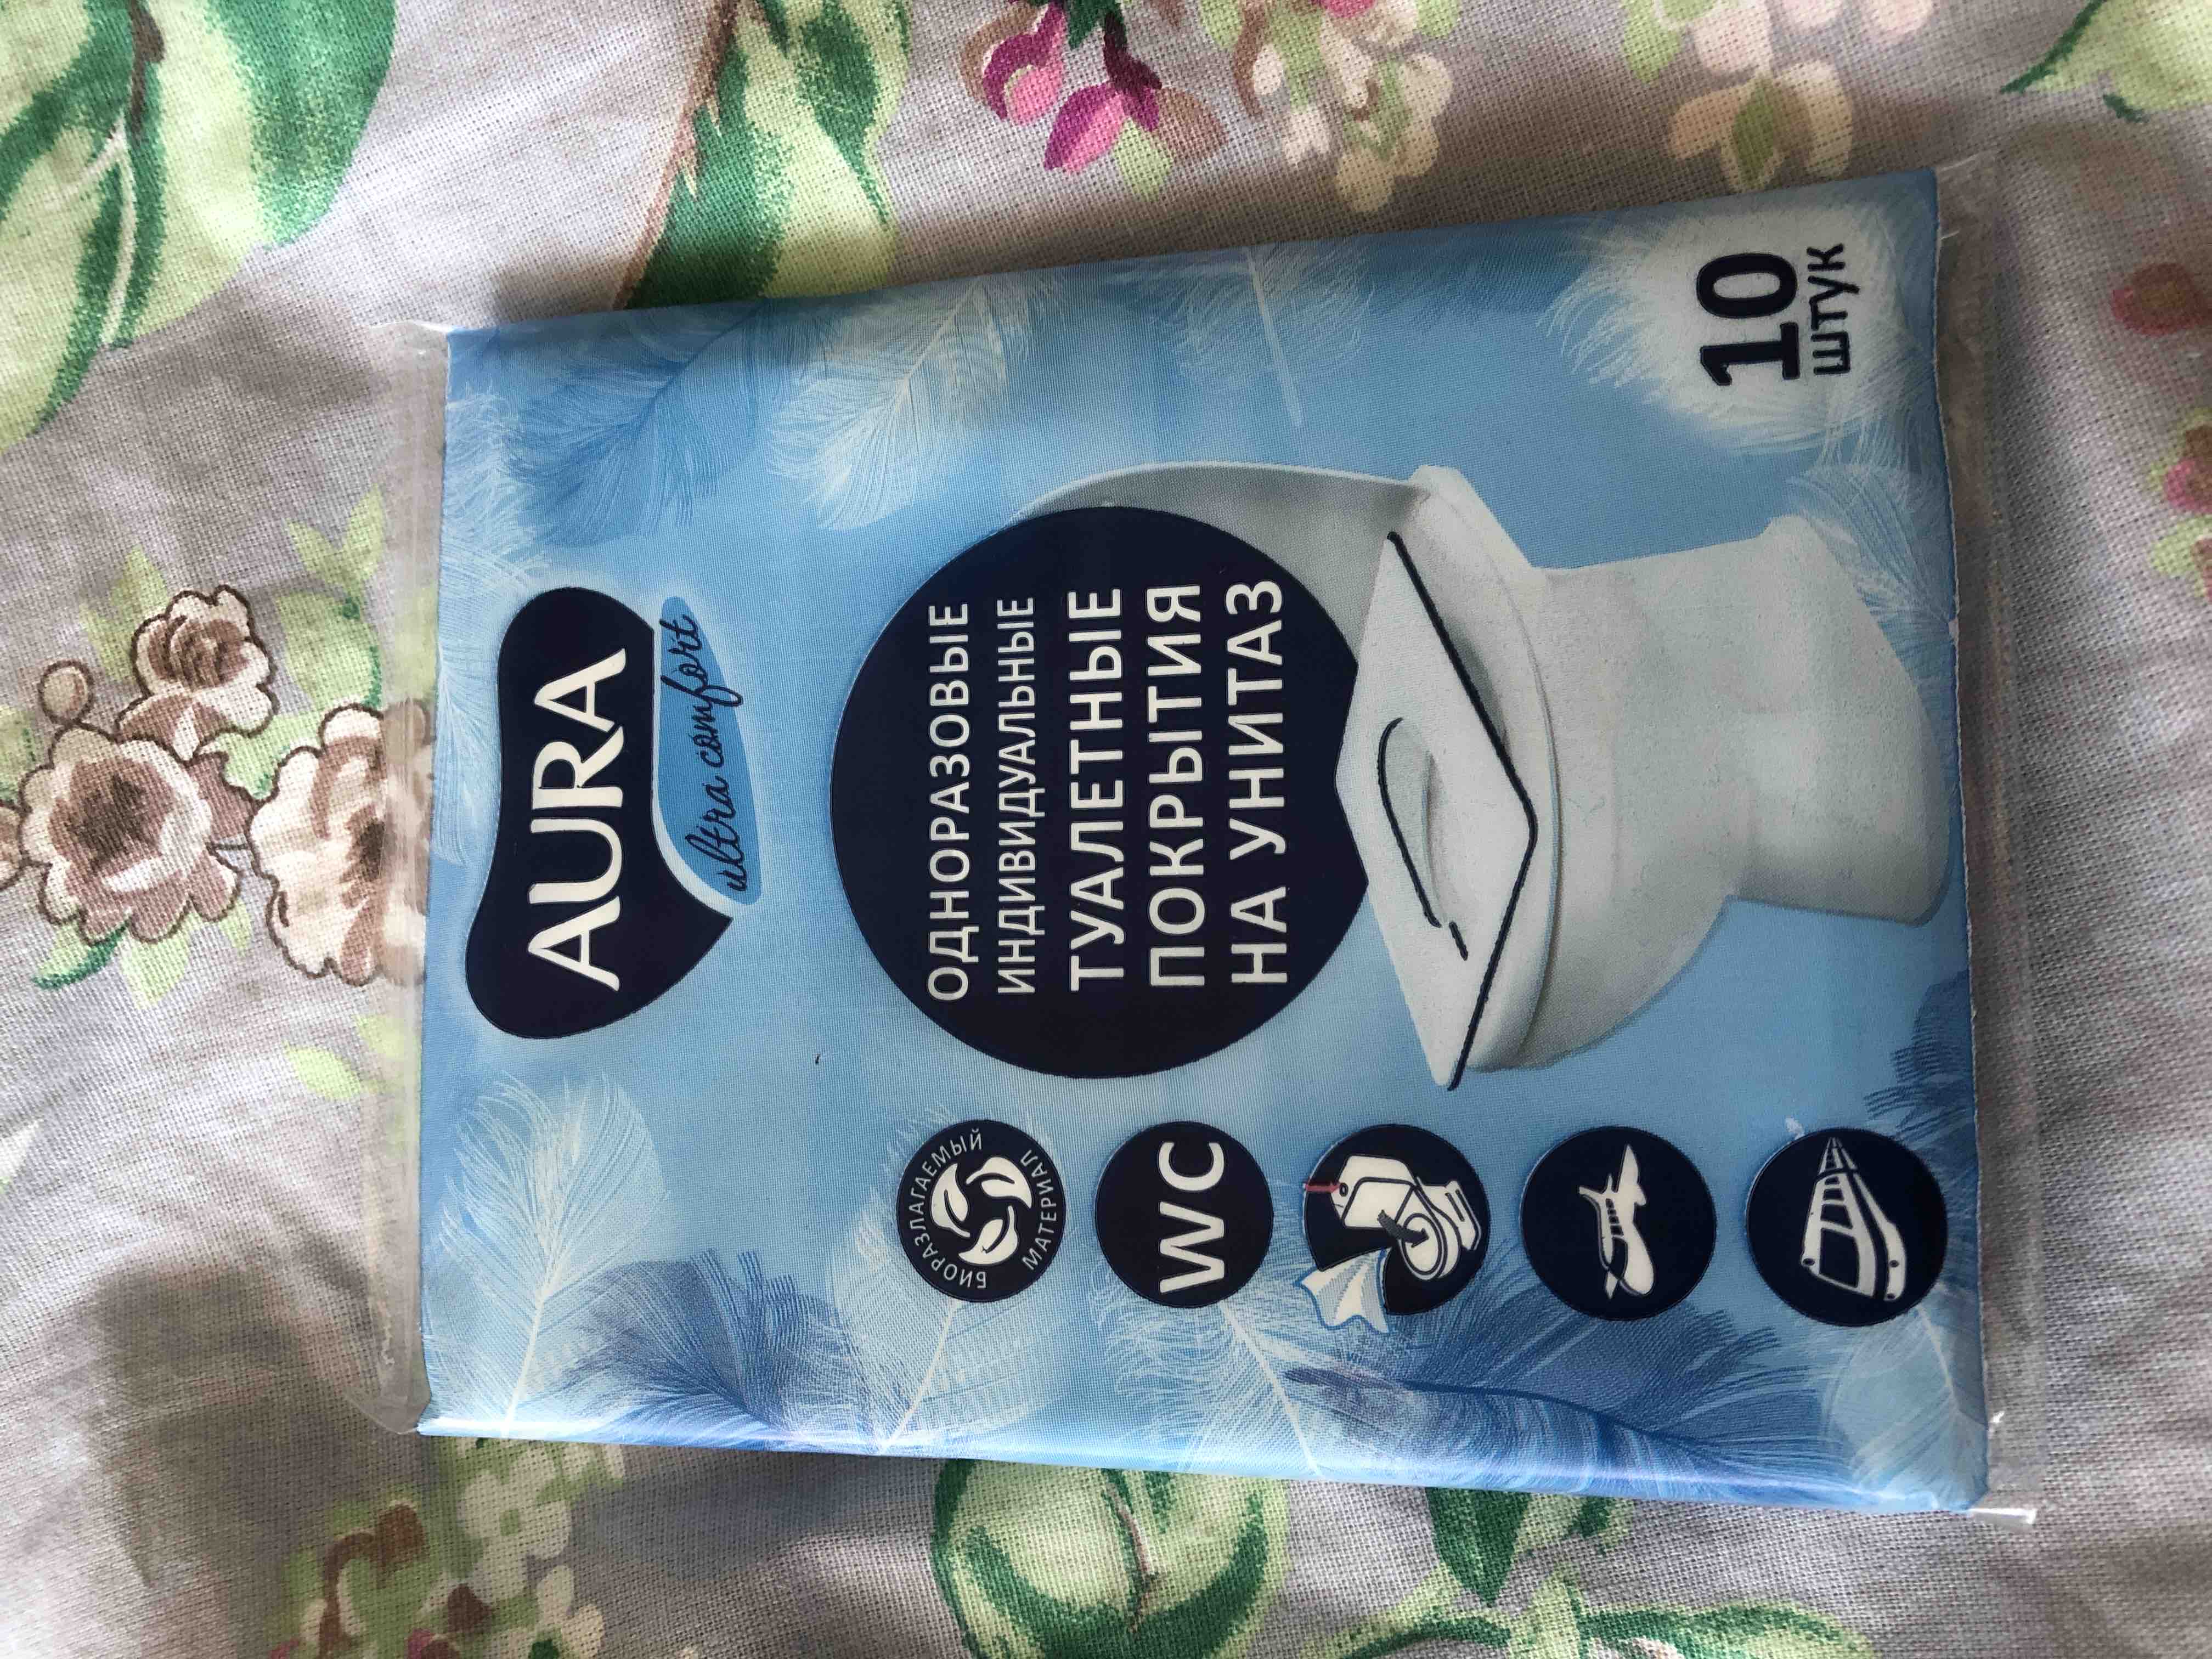 AURA
ultra comfort
ОДНОРАЗОВЫЕ
ИНДИВИДУАЛЬНЫЕ
ТУАЛЕТНЫЕ
ПОКРЫТИЯ
НА УНИТАЗ
БИОРАЗЛАГАЕМЫЙ
МАТЕРИАЛ
WC
10
штук